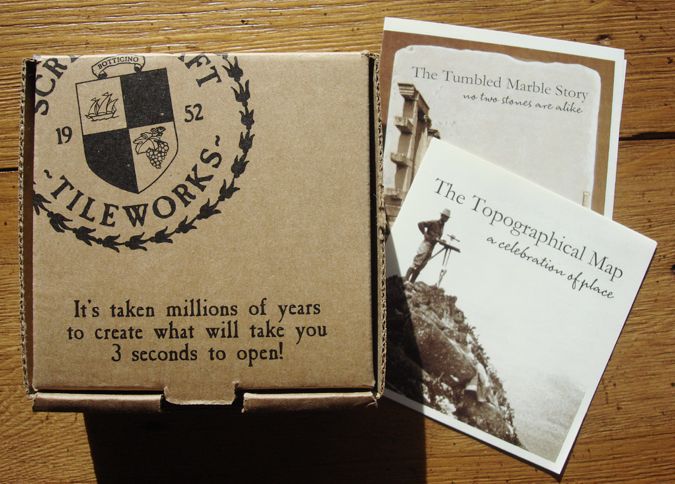 BOTTICINO
19 52
~TILEWORKS~
It's taken millions of years
to create what will take you
3 seconds to open!
The Tumbled Marble Story
no two stones are alike
The Topographical Map
a celebration of place